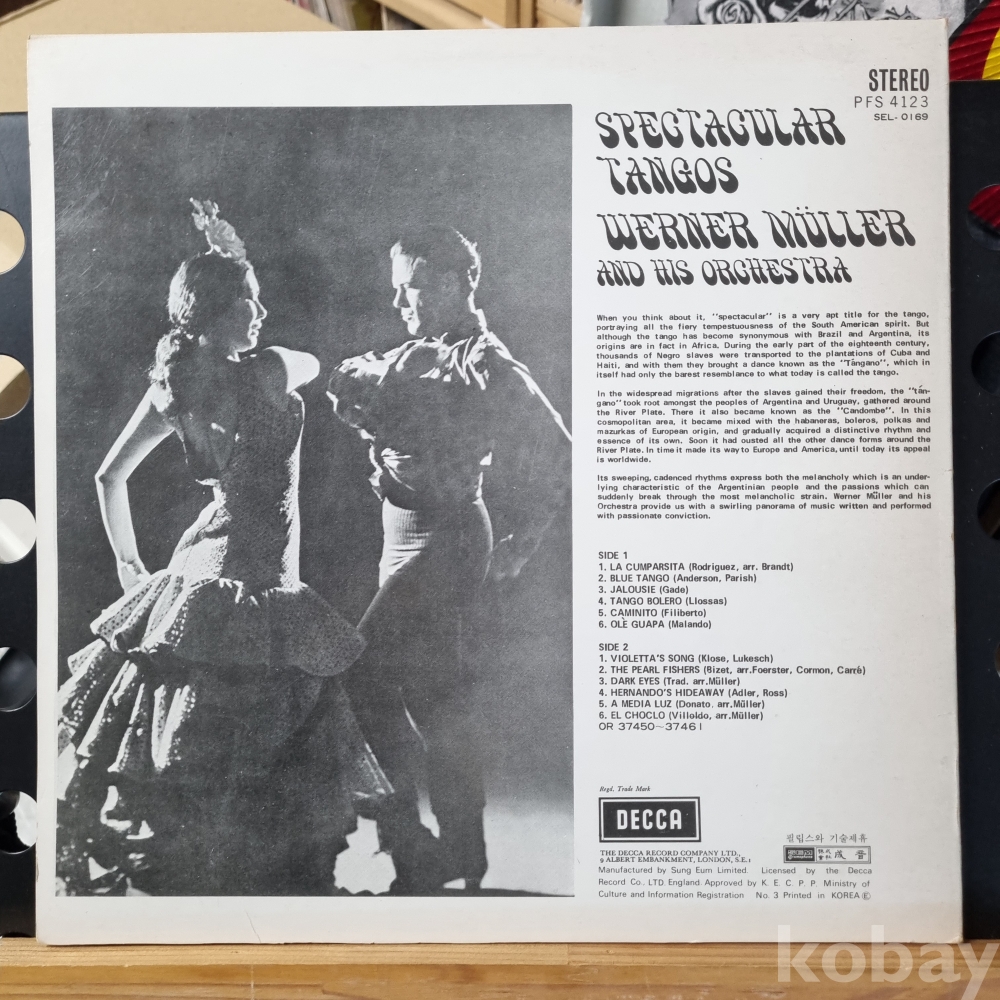 STEREO
PFS 4123
SEL-0169
SPECTACULAR
TANGOS
WERNER MÜLLER
AND HIS ORCHESTRA
When you think about it, "spectacular" is a very apt title for the tango,
portraying all the fiery tempestuousness of the South American spirit. But
although the tango has become synonymous with Brazil and Argentina, its
origins are in fact in Africa. During the early part of the eighteenth century,
thousands of Negro slaves were transported to the plantations of Cuba and
Haiti, and with them they brought a dance known as the "Tángano", which in
itself had only the barest resemblance to what today is called the tango.
In the widespread migrations after the slaves gained their freedom, the "tán-
gano" took root amongst the peoples of Argentina and Uruguay, gathered around
the River Plate. There it also became known as the "Candombe". In this
cosmopolitan area, it became mixed with the habaneras, boleros, polkas and
mazurkas of European origin, and gradually acquired a distinctive rhythm and
essence of its own. Soon it had ousted all the other dance forms around the
River Plate. In time it made its way to Europe and America, until today its appeal
is worldwide.
Its sweeping, cadenced rhythms express both the melancholy which is an under-
lying characteristic of the Argentinian people and the passions which can
suddenly break through the most melancholic strain. Werner Müller and his
Orchestra provide us with a swirling panorama of music written and performed
with passionate conviction.
SIDE 1
1. LA CUMPARSITA (Rodriguez, arr. Brandt)
2. BLUE TANGO (Anderson, Parish)
3. JALOUSIE (Gade)
4. TANGO BOLERO (Llossas)
5. CAMINITO (Filiberto)
6. OLÈ GUAPA (Malando)
SIDE 2
1. VIOLETTA'S SONG (Klose, Lukesch)
2. THE PEARL FISHERS (Bizet, arr.Foerster, Cormon, Carré)
3. DARK EYES (Trad. arr.Müller)
4. HERNANDO'S HIDEAWAY (Adler, Ross)
5. A MEDIA LUZ (Donato. arr.Müller)
6. EL CHOCLO (Villoldo, arr.Müller)
OR 37450~37461
Regd. Trade Mark
DECCA
필립스와 기술제휴
株式會社 成音
THE DECCA RECORD COMPANY LTD.,
9 ALBERT EMBANKMENT, LONDON, S.E.1
Manufactured by Sung Eum Limited. Licensed by the Decca
Record Co., LTD. England. Approved by K. E. C. P. P. Ministry of
Culture and Information Registration No. 3 Printed in KOREA Ⓔ
kobay